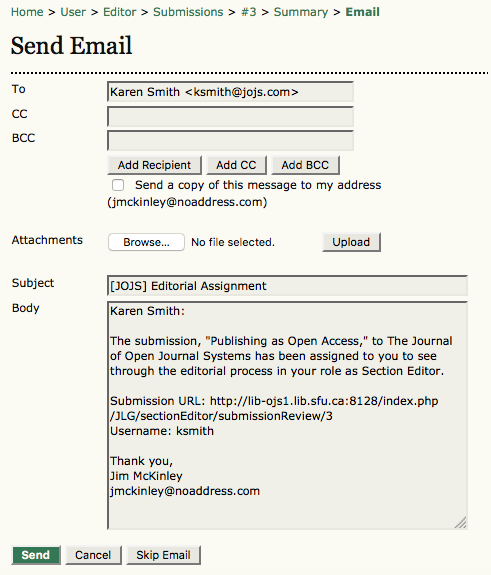 Home > User > Editor > Submissions > #3 > Summary > Email
Send Email
To
Karen Smith <ksmith@jojs.com>
CC
BCC
Add Recipient Add CC Add BCC
Send a copy of this message to my address
(jmckinley@noaddress.com)
Attachments Browse... No file selected. Upload
Subject [JOJS] Editorial Assignment
Body
Karen Smith:
The submission, "Publishing as Open Access," to The Journal
of Open Journal Systems has been assigned to you to see
through the editorial process in your role as Section Editor.
Submission URL: http://lib-ojs1.lib.sfu.ca:8128/index.php
/JLG/sectionEditor/submissionReview/3
Username: ksmith
Thank you,
Jim McKinley
jmckinley@noaddress.com
Send Cancel Skip Email